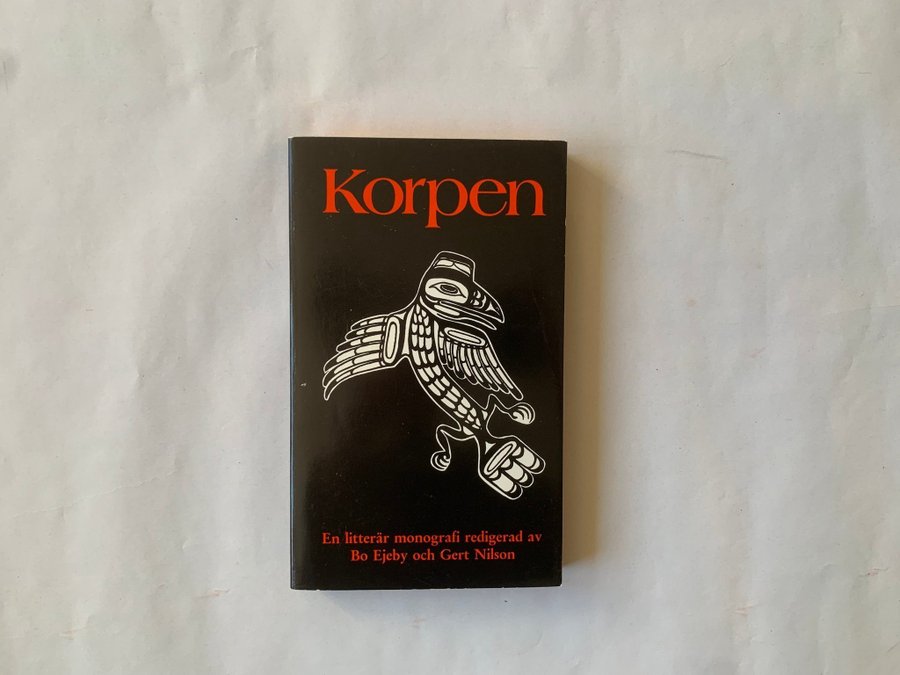 Korpen
En litterär monografi redigerad av
Bo Ejeby och Gert Nilson